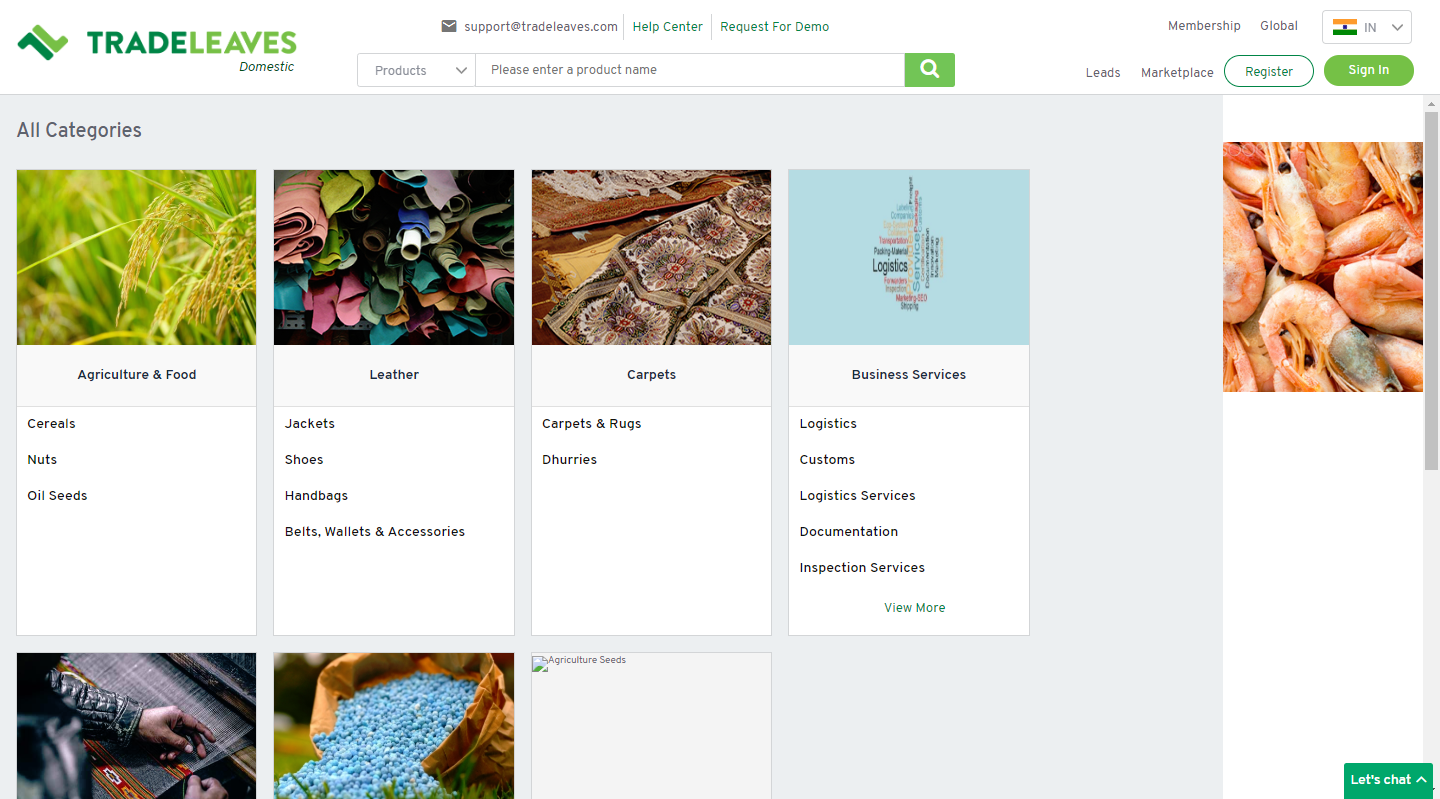 support@tradeleaves.com
Help Center
Request For Demo
Membership
Global
IN
TRADELEAVES
Domestic
Products
Please enter a product name
Leads
Marketplace
Register
Sign In
All Categories
Labeling
Companies
Transportation
Packing-Material
Logistics
Forwarders
Inspection
Marketing-SEO
Shipping
Service
Packaging
Documentation
Agriculture & Food
Leather
Carpets
Business Services
Cereals
Nuts
Oil Seeds
Jackets
Shoes
Handbags
Belts, Wallets & Accessories
Carpets & Rugs
Dhurries
Logistics
Customs
Logistics Services
Documentation
Inspection Services
View More
Agriculture Seeds
Let's chat